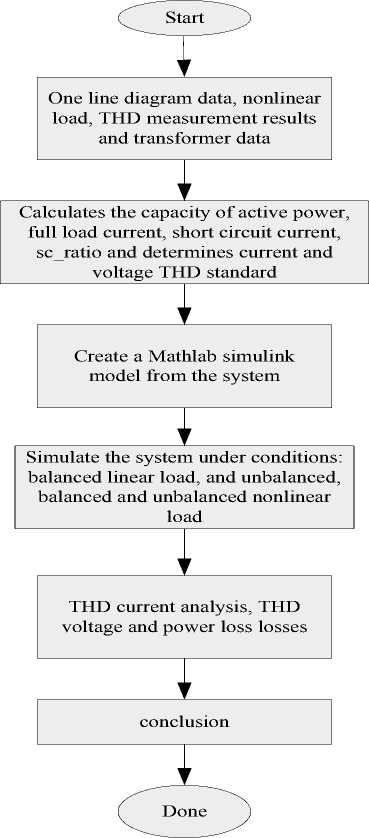 Start
One line diagram data, nonlinear
load, THD measurement results
and transformer data
Calculates the capacity of active power,
full load current, short circuit current,
sc_ratio and determines current and
voltage THD standard
Create a Mathlab simulink
model from the system
Simulate the system under conditions:
balanced linear load, and unbalanced,
balanced and unbalanced nonlinear
load
THD current analysis, THD
voltage and power loss losses
conclusion
Done